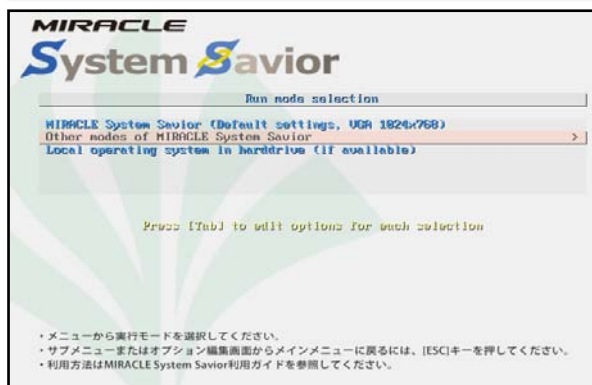 MIRACLE
System Savior
Run mode selection
MIRACLE System Savior (Default settings, VGA 1024x768)
Other modes of MIRACLE System Savior >
Local operating system in harddrive (if available)
Press [Tab] to edit options for each selection
・メニューから実行モードを選択してください。
・サブメニューまたはオプション編集画面からメインメニューに戻るには、[ESC]キーを押してください。
・利用方法はMIRACLE System Savior利用ガイドを参照してください。